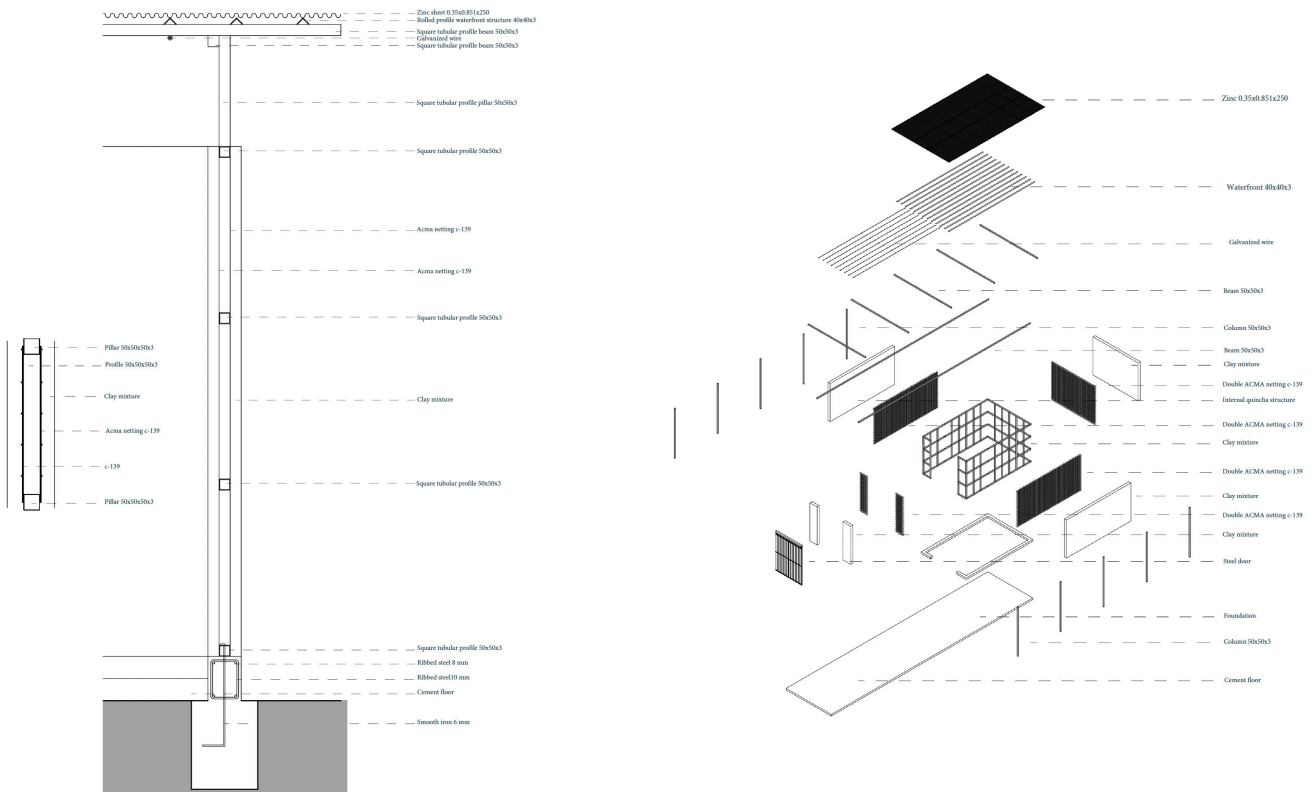 Zinc sheet 0.35x0.851x250
Rolled profile waterfront structure 40x40x3
Square tubular profile beam 50x50x3
Galvanized wire
Square tubular profile beam 50x50x3
Square tubular profile pillar 50x50x3
Square tubular profile 50x50x3
Acma netting c-139
Acma netting c-139
Square tubular profile 50x50x3
Clay mixture
Square tubular profile 50x50x3
Square tubular profile 50x50x3
Ribbed steel 8 mm
Ribbed steel10 mm
Cement floor
Smooth iron 6 mm
Pillar 50x50x50x3
Profile 50x50x50x3
Clay mixture
Acma netting c-139
c-139
Pillar 50x50x50x3
Zinc 0.35x0.851x250
Waterfront 40x40x3
Galvanized wire
Beam 50x50x3
Column 50x50x3
Beam 50x50x3
Clay mixture
Double ACMA netting c-139
Internal quincha structure
Double ACMA netting c-139
Clay mixture
Double ACMA netting c-139
Clay mixture
Double ACMA netting c-139
Clay mixture
Steel door
Foundation
Column 50x50x3
Cement floor